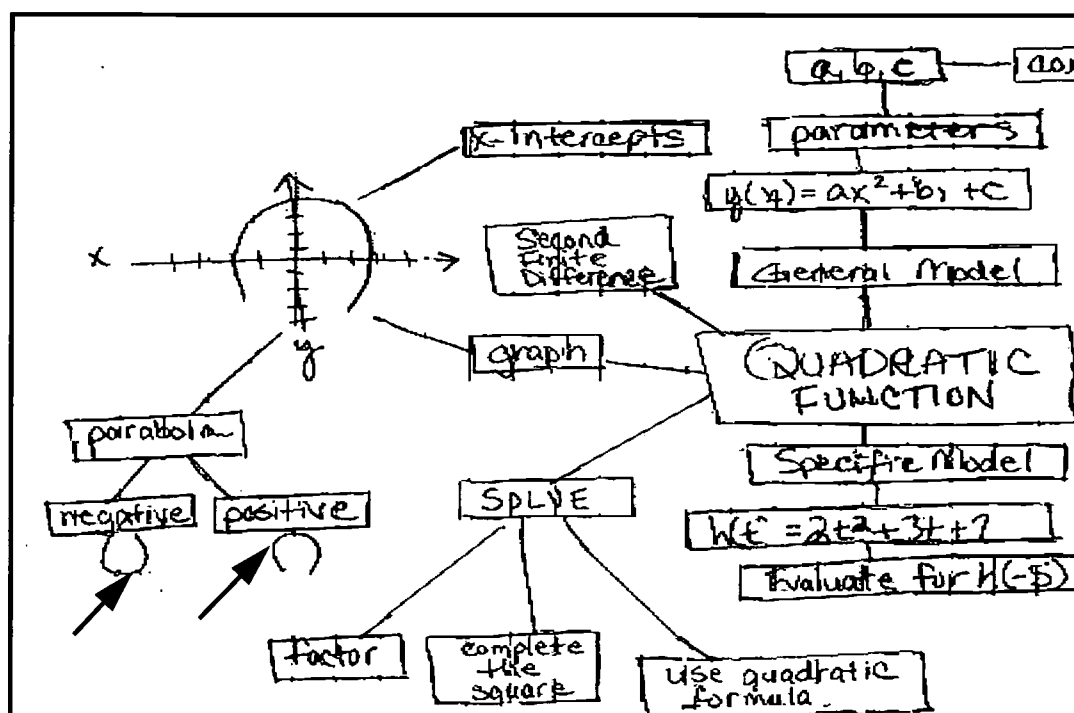 a, b, c
parameters
x-Intercepts
y(x) = ax² + bx + c
Second
Finite
Difference
General Model
x
y
graph
QUADRATIC
FUNCTION
parabola
Specific Model
negative
positive
SOLVE
h(t = 2t² + 3t + 7
Evaluate for h(-5)
factor
complete
the
square
use quadratic
formula.